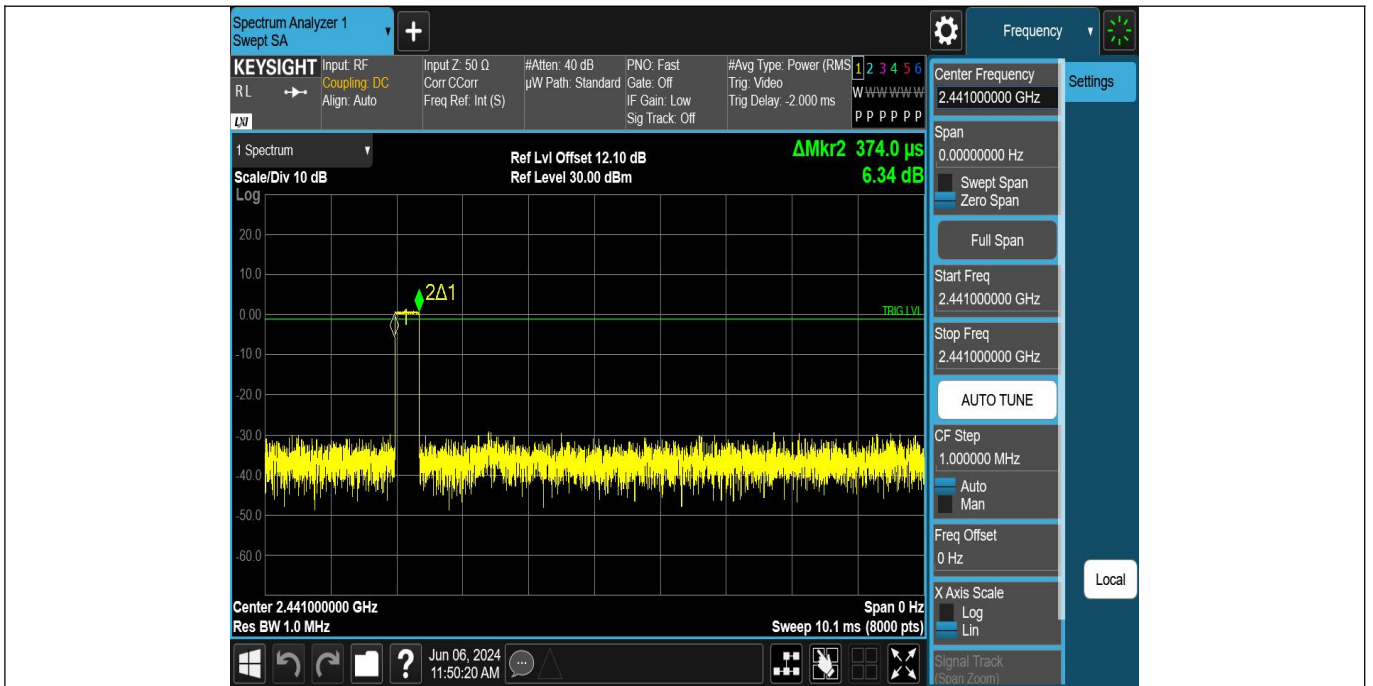 Spectrum Analyzer 1
Swept SA
+
Frequency
KEYSIGHT
RL
LXI
Input: RF
Coupling: DC
Align: Auto
Input Z: 50 Ω
Corr CCorr
Freq Ref: Int (S)
#Atten: 40 dB
µW Path: Standard
PNO: Fast
Gate: Off
IF Gain: Low
Sig Track: Off
#Avg Type: Power (RMS
Trig: Video
Trig Delay: -2.000 ms
1 2 3 4 5 6
W W W W W W
P P P P P P
1 Spectrum
Scale/Div 10 dB
Ref Lvl Offset 12.10 dB
Ref Level 30.00 dBm
ΔMkr2 374.0 µs
6.34 dB
Log
20.0
10.0
0.00
-10.0
-20.0
-30.0
-40.0
-50.0
-60.0
2Δ1
TRIG LVL
Center 2.441000000 GHz
Res BW 1.0 MHz
Span 0 Hz
Sweep 10.1 ms (8000 pts)
Center Frequency
2.441000000 GHz
Settings
Span
0.00000000 Hz
Swept Span
Zero Span
Full Span
Start Freq
2.441000000 GHz
Stop Freq
2.441000000 GHz
AUTO TUNE
CF Step
1.000000 MHz
Auto
Man
Freq Offset
0 Hz
X Axis Scale
Log
Lin
Local
Signal Track
(Span Zoom)
?
Jun 06, 2024
11:50:20 AM